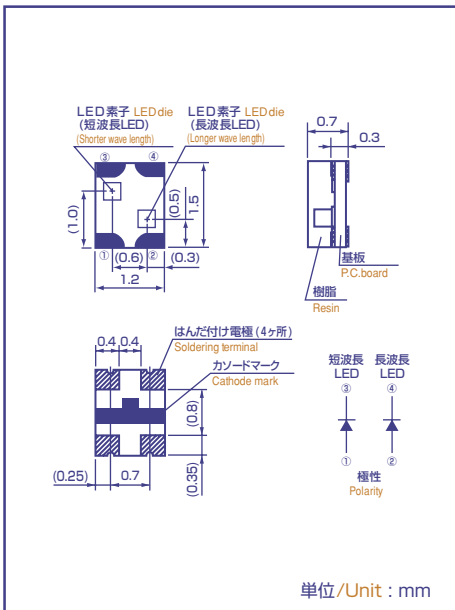 LED素子 LED die
(短波長LED)
(Shorter wave length)
LED素子 LED die
(長波長LED)
(Longer wave length)
③
④
(1.0)
(0.5)
1.5
①
②
(0.6)
(0.3)
1.2
0.7
0.3
基板
P.C.board
樹脂
Resin
0.4
0.4
はんだ付け電極(4ヶ所)
Soldering terminal
カソードマーク
Cathode mark
(0.8)
(0.25)
0.7
(0.35)
短波長
LED
③
①
長波長
LED
④
②
極性
Polarity
単位/Unit : mm